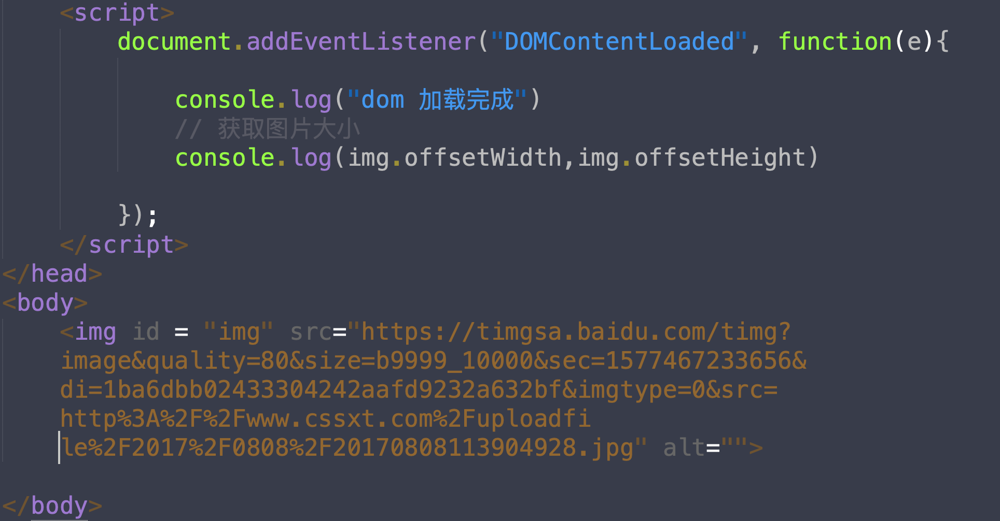 <script>
document.addEventListener("DOMContentLoaded", function(e){
console.log("dom 加载完成")
// 获取图片大小
console.log(img.offsetWidth,img.offsetHeight)
});
</script>
</head>
<body>
<img id = "img" src="https://timgsa.baidu.com/timg?
image&quality=80&size=b9999_10000&sec=1577467233656&
di=1ba6dbb02433304242aafd9232a632bf&imgtype=0&src=
http%3A%2F%2Fwww.cssxt.com%2Fuploadfi
le%2F2017%2F0808%2F20170808113904928.jpg" alt="">
</body>